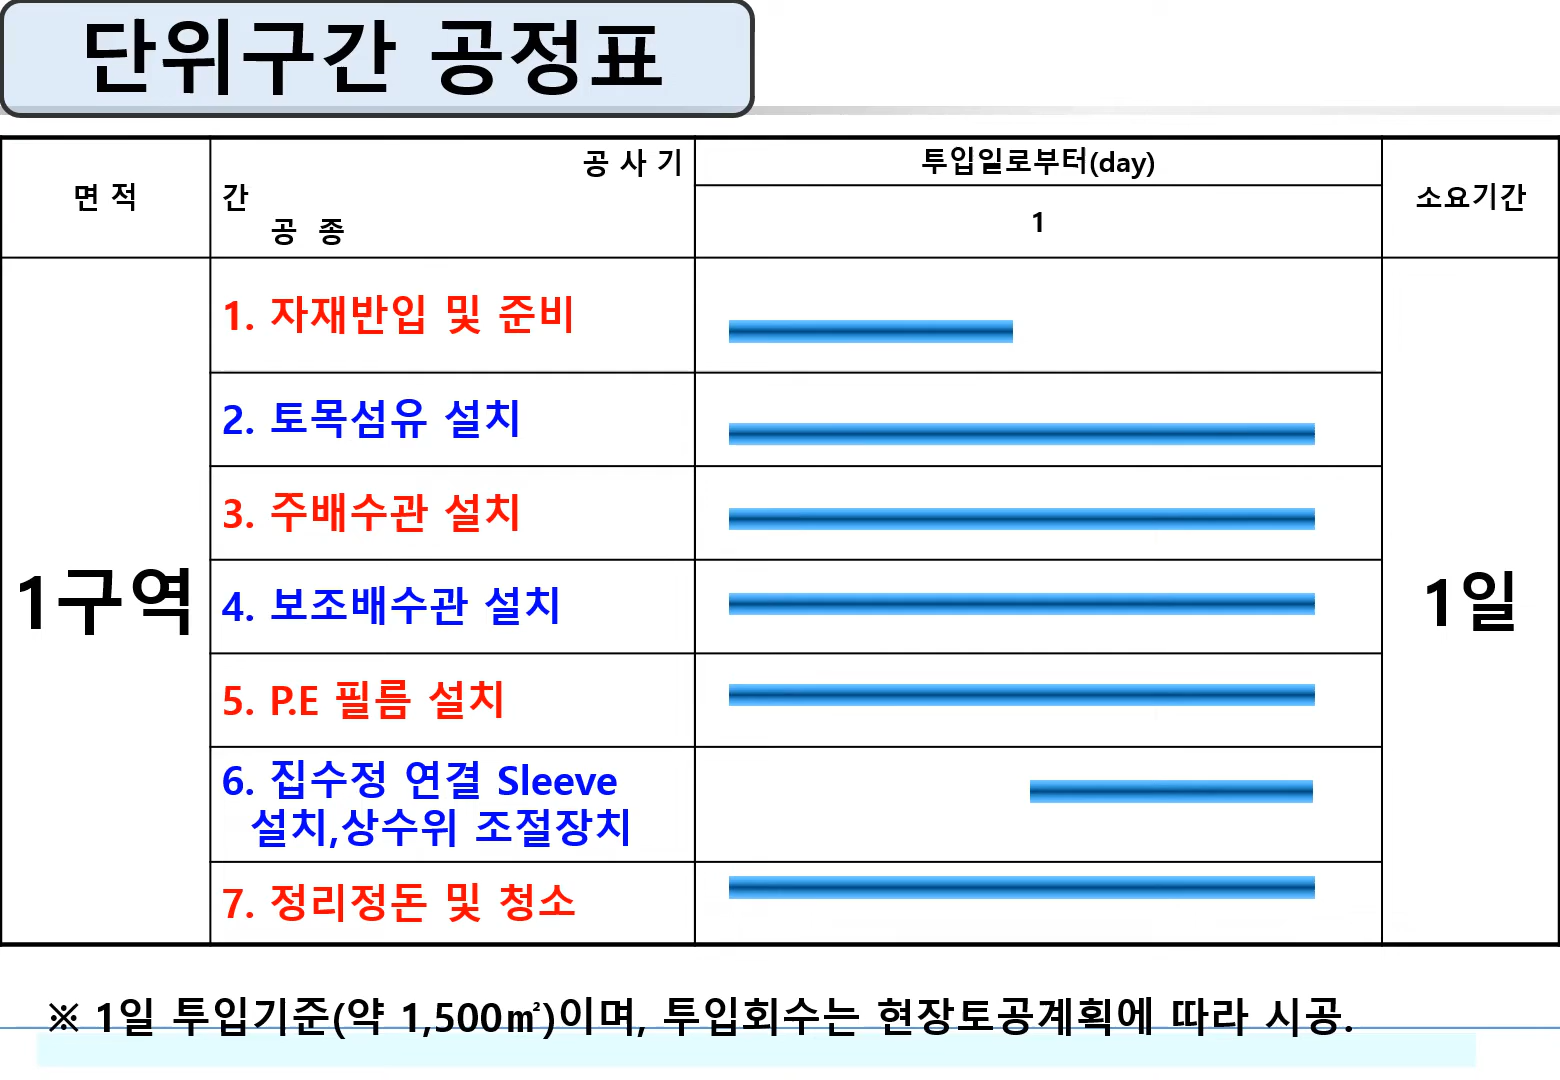 단위구간 공정표
면 적
공 사 기
간
공 종
투입일로부터(day)
1
소요기간
1구역
1. 자재반입 및 준비
2. 토목섬유 설치
3. 주배수관 설치
4. 보조배수관 설치
5. P.E 필름 설치
6. 집수정 연결 Sleeve
설치,상수위 조절장치
7. 정리정돈 및 청소
1일
※ 1일 투입기준(약 1,500㎡)이며, 투입회수는 현장토공계획에 따라 시공.